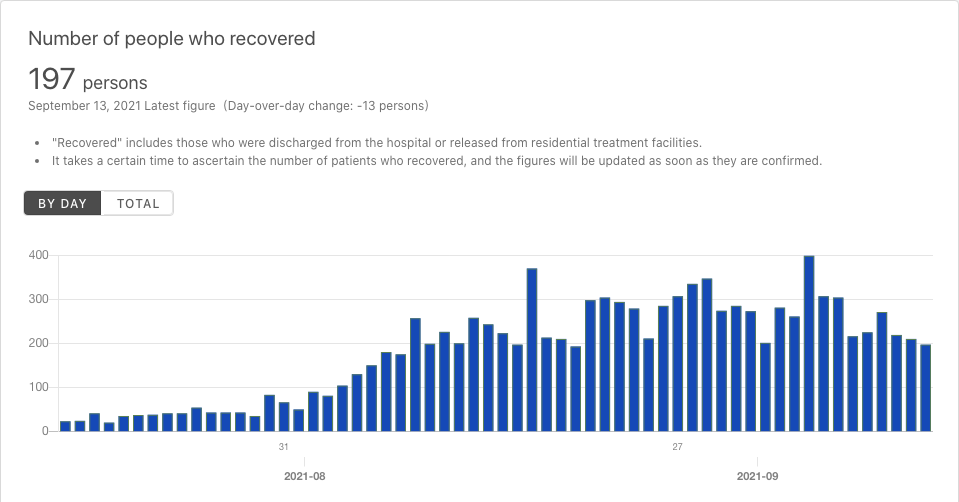 Number of people who recovered
197 persons
September 13, 2021 Latest figure (Day-over-day change: -13 persons)
• "Recovered" includes those who were discharged from the hospital or released from residential treatment facilities.
• It takes a certain time to ascertain the number of patients who recovered, and the figures will be updated as soon as they are confirmed.
BY DAY TOTAL
400
300
200
100
0
31 27
2021-08 2021-09